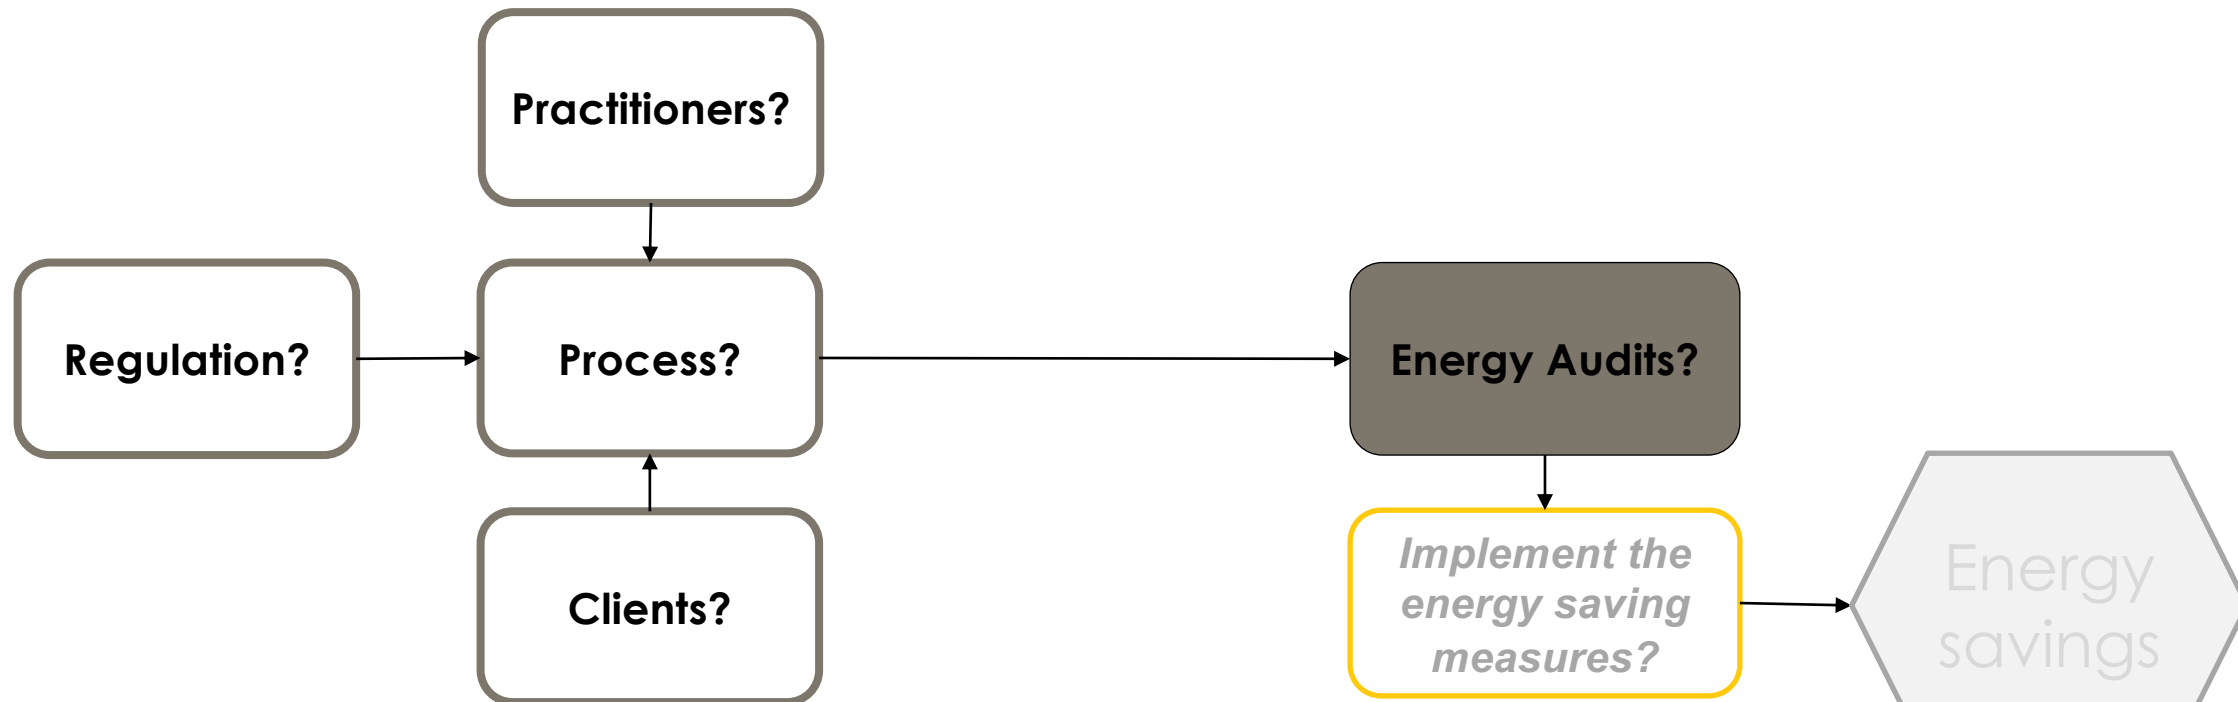 Practitioners?
Regulation?
Process?
Energy Audits?
Clients?
Implement the
energy saving
measures?
Energy
savings